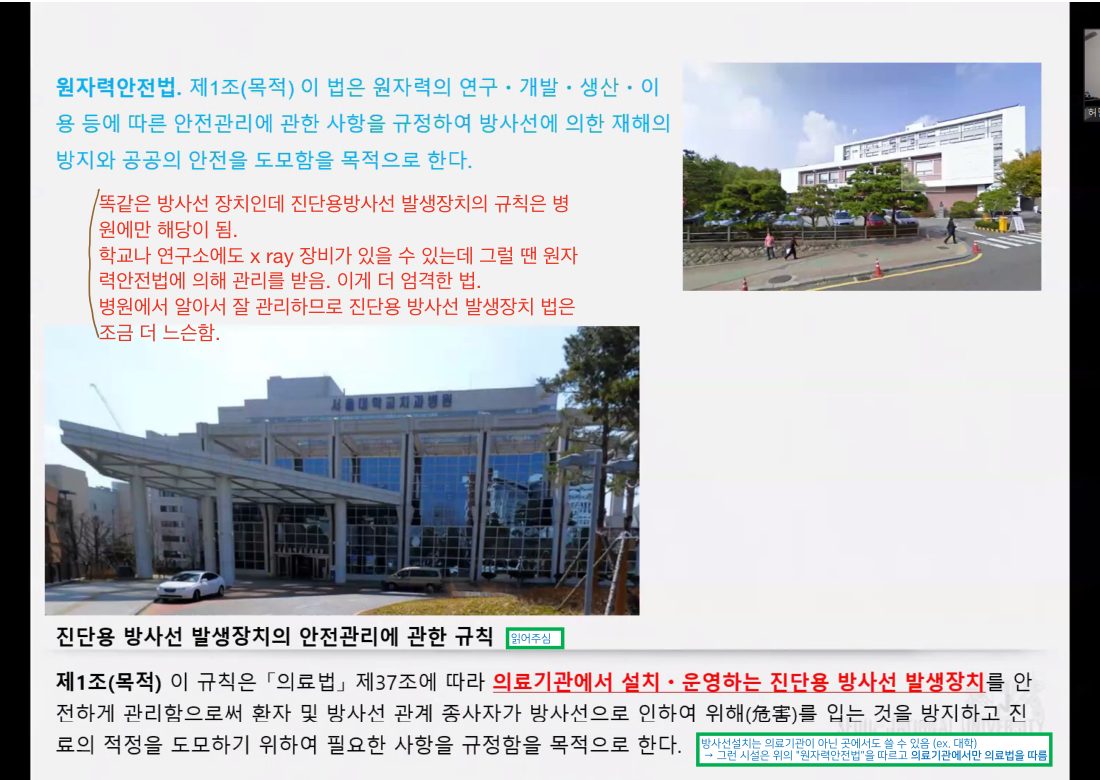 원자력안전법. 제1조(목적) 이 법은 원자력의 연구・개발・생산・이
용 등에 따른 안전관리에 관한 사항을 규정하여 방사선에 의한 재해의
방지와 공공의 안전을 도모함을 목적으로 한다.
똑같은 방사선 장치인데 진단용방사선 발생장치의 규칙은 병
원에만 해당이 됨.
학교나 연구소에도 x ray 장비가 있을 수 있는데 그럴 땐 원자
력안전법에 의해 관리를 받음. 이게 더 엄격한 법.
병원에서 알아서 잘 관리하므로 진단용 방사선 발생장치 법은
조금 더 느슨함.
서울대학교치과병원
진단용 방사선 발생장치의 안전관리에 관한 규칙 읽어주심
제1조(목적) 이 규칙은 「의료법」 제37조에 따라 의료기관에서 설치・운영하는 진단용 방사선 발생장치를 안
전하게 관리함으로써 환자 및 방사선 관계 종사자가 방사선으로 인하여 위해(危害)를 입는 것을 방지하고 진
료의 적정을 도모하기 위하여 필요한 사항을 규정함을 목적으로 한다.
방사선설치는 의료기관이 아닌 곳에서도 쓸 수 있음 (ex. 대학)
→ 그런 시설은 위의 "원자력안전법"을 따르고 의료기관에서만 의료법을 따름